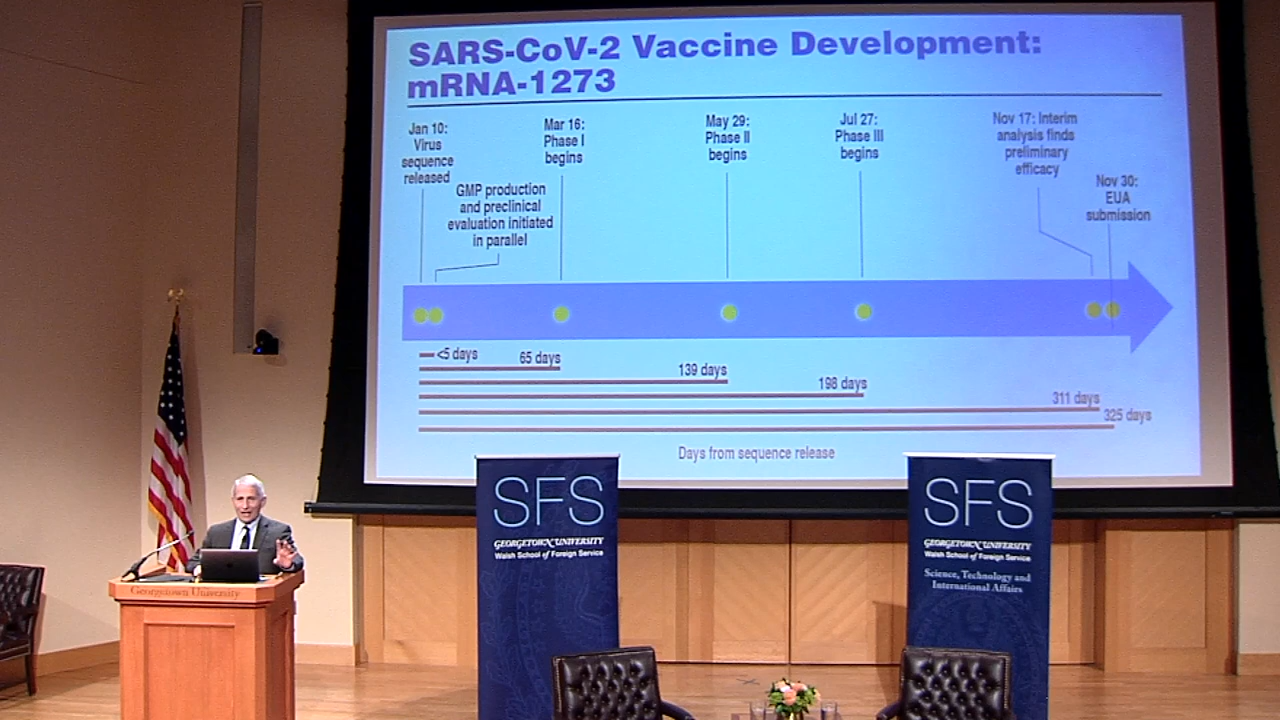 SARS-CoV-2 Vaccine Development:
mRNA-1273
Jan 10:
Virus
sequence
released
GMP production
and preclinical
evaluation initiated
in parallel
Mar 16:
Phase I
begins
May 29:
Phase II
begins
Jul 27:
Phase III
begins
Nov 17: Interim
analysis finds
preliminary
efficacy
Nov 30:
EUA
submission
<5 days
65 days
139 days
198 days
311 days
325 days
Days from sequence release
Georgetown University
SFS
GEORGETOWN UNIVERSITY
Walsh School of Foreign Service
SFS
GEORGETOWN UNIVERSITY
Walsh School of Foreign Service
Science, Technology and
International Affairs